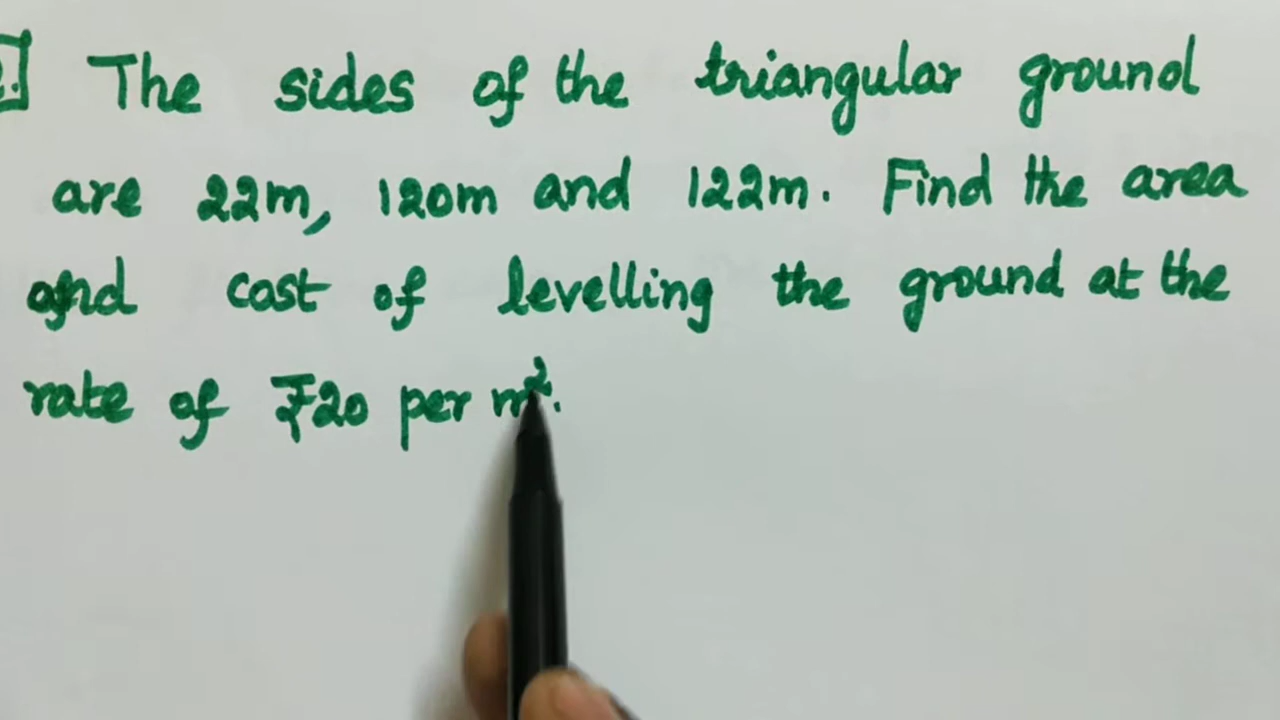 The sides of the triangular ground
are 22m, 120m and 122m. Find the area
and cost of levelling the ground at the
rate of ₹20 per m².